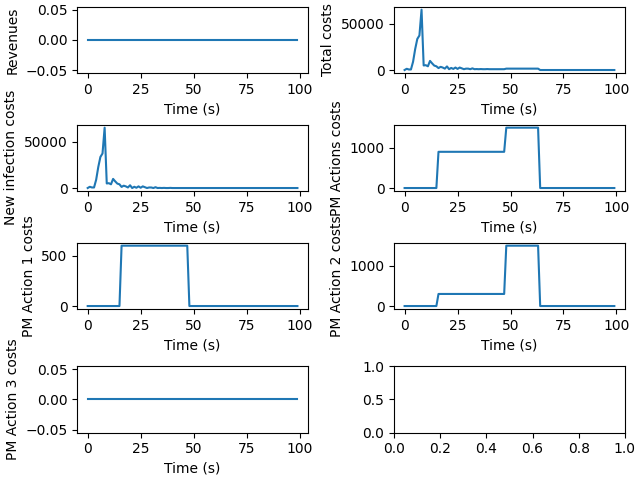 Revenues
0.05
0.00
−0.05
0 25 50 75 100
Time (s)
Total costs
50000
0
0 25 50 75 100
Time (s)
New infection costs
50000
0
0 25 50 75 100
Time (s)
PM Actions costs
1000
0
0 25 50 75 100
Time (s)
PM Action 1 costs
500
0
0 25 50 75 100
Time (s)
PM Action 2 costs
1000
0
0 25 50 75 100
Time (s)
PM Action 3 costs
0.05
0.00
−0.05
0 25 50 75 100
Time (s)
1.0
0.5
0.0
0.0 0.2 0.4 0.6 0.8 1.0